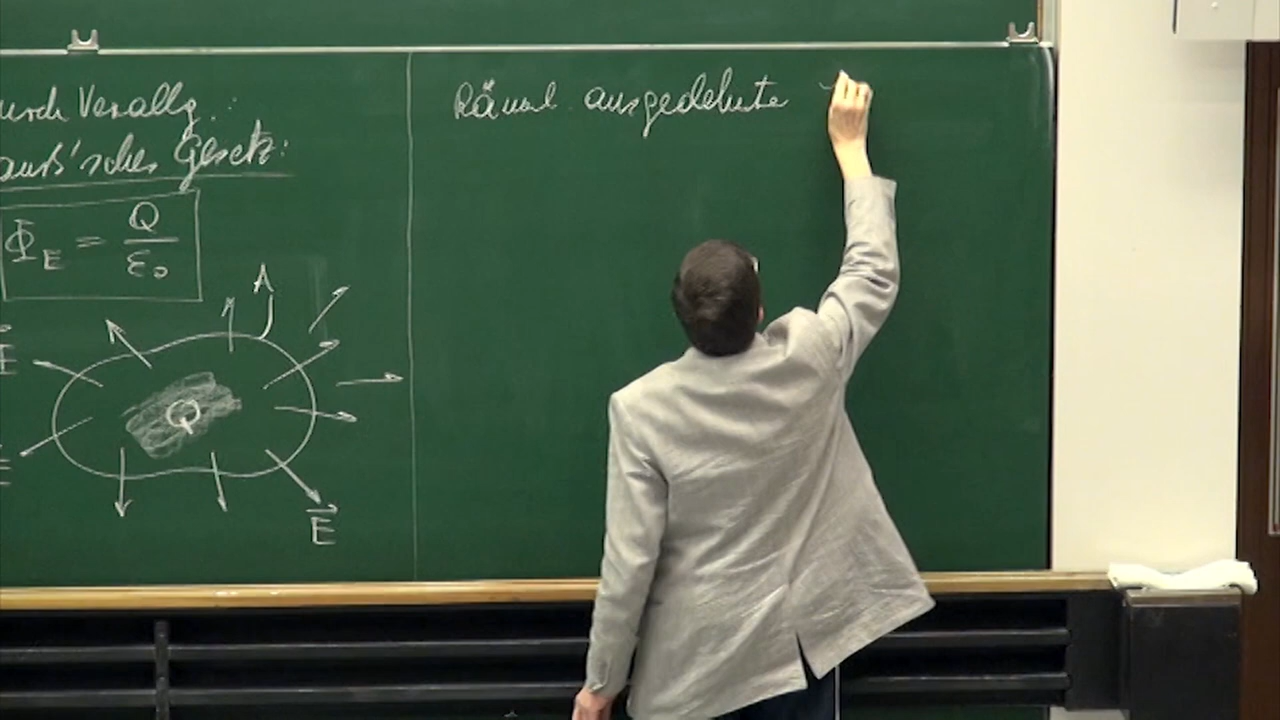 urch Verallg.:
auß'sches Gesetz:
Φ_E = Q/ε₀
A
Q
E⃗
Räuml. ausgedehnte